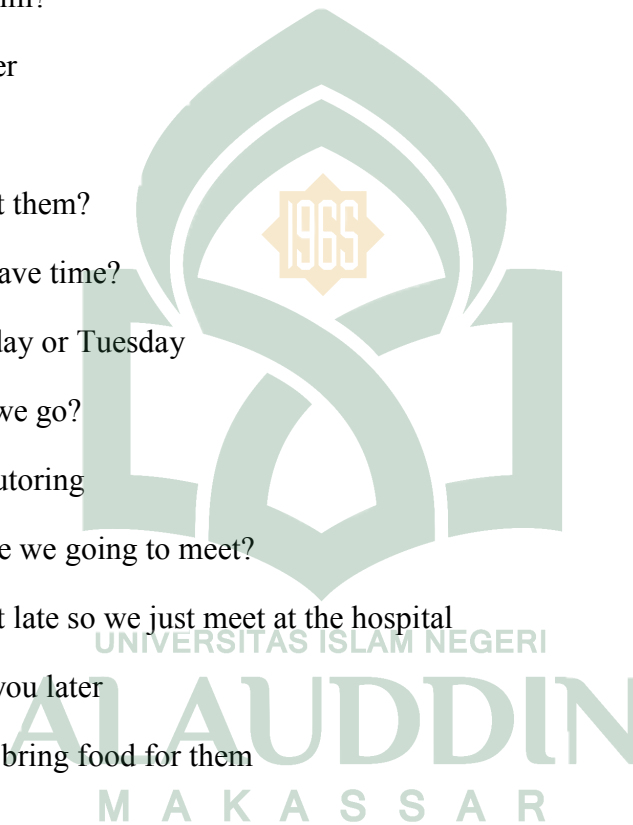 er
t them?
ave time?
1965
lay or Tuesday
we go?
utoring
e we going to meet?
t late so we just meet at the hospital
UNIVERSITAS ISLAM NEGERI
you later
ALAUDDIN
bring food for them
MAKASSAR